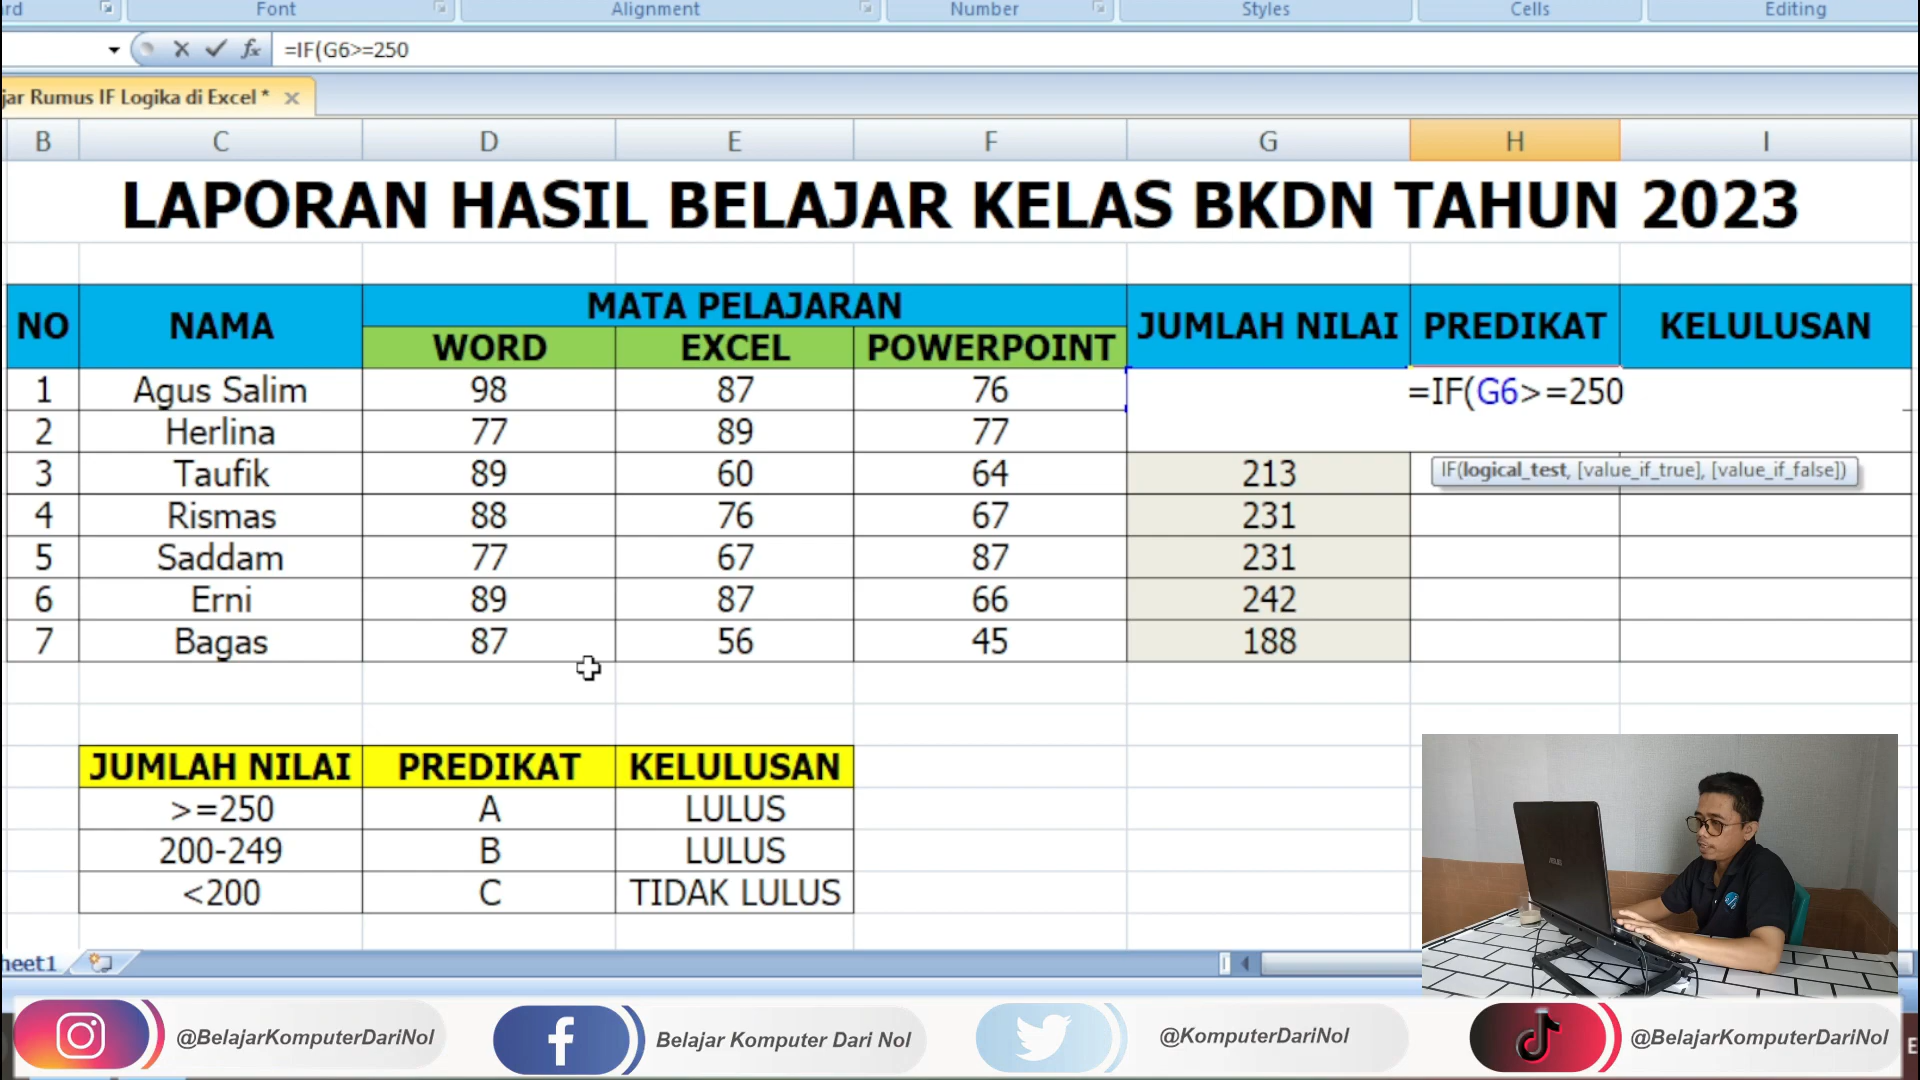 rd Font Alignment Number Styles Cells Editing
=IF(G6>=250
jar Rumus IF Logika di Excel *
B C D E F G H I
LAPORAN HASIL BELAJAR KELAS BKDN TAHUN 2023
NO NAMA MATA PELAJARAN JUMLAH NILAI PREDIKAT KELULUSAN
WORD EXCEL POWERPOINT
1 Agus Salim 98 87 76 =IF(G6>=250
2 Herlina 77 89 77
3 Taufik 89 60 64 213 IF(logical_test, [value_if_true], [value_if_false])
4 Rismas 88 76 67 231
5 Saddam 77 67 87 231
6 Erni 89 87 66 242
7 Bagas 87 56 45 188
JUMLAH NILAI PREDIKAT KELULUSAN
>=250 A LULUS
200-249 B LULUS
<200 C TIDAK LULUS
heet1
@BelajarKomputerDariNol Belajar Komputer Dari Nol @KomputerDariNol @BelajarKomputerDariNol